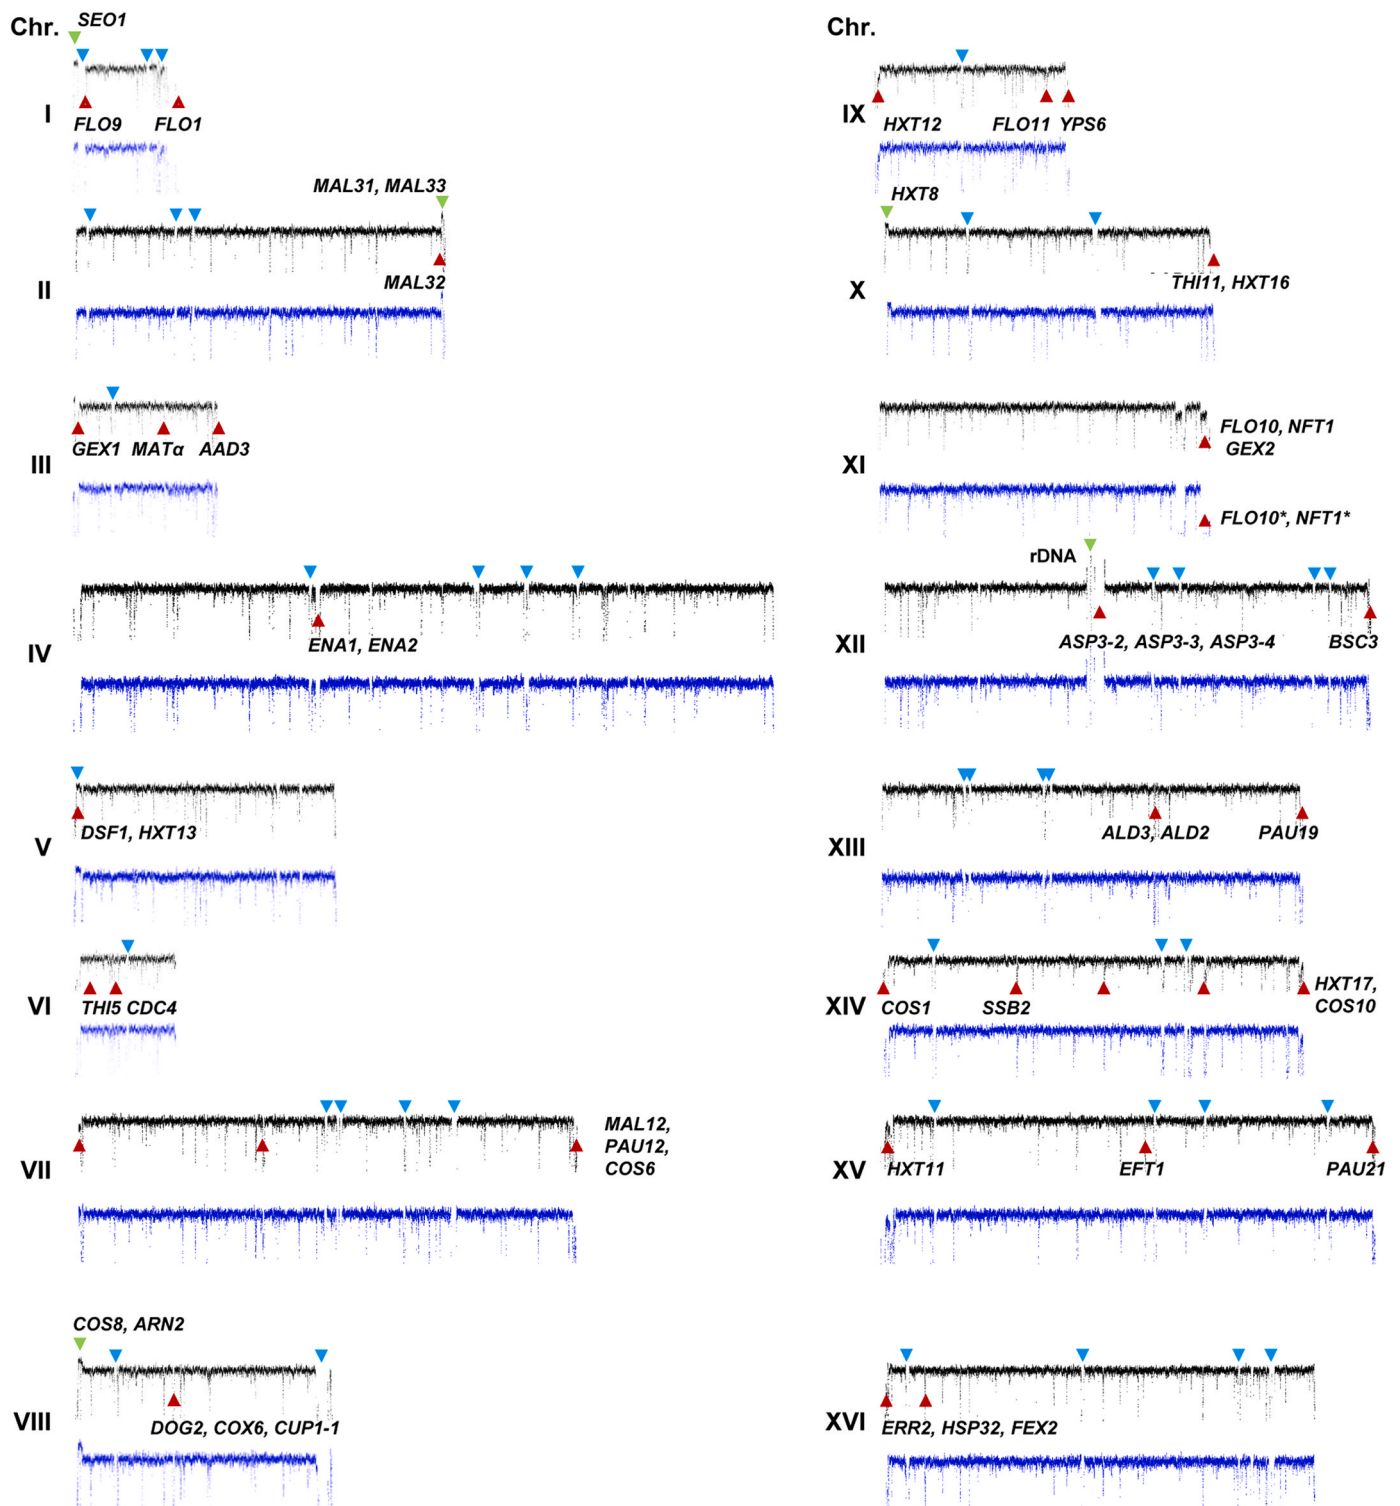 Chr.
SEO1
I
FLO9
FLO1
MAL31, MAL33
II
MAL32
III
GEX1
MATα
AAD3
IV
ENA1, ENA2
V
DSF1, HXT13
VI
THI5
CDC4
VII
MAL12,
PAU12,
COS6
COS8, ARN2
VIII
DOG2, COX6, CUP1-1
Chr.
IX
HXT12
FLO11
YPS6
HXT8
X
THI11, HXT16
XI
FLO10, NFT1
GEX2
FLO10*, NFT1*
rDNA
XII
ASP3-2, ASP3-3, ASP3-4
BSC3
XIII
ALD3, ALD2
PAU19
XIV
COS1
SSB2
HXT17,
COS10
XV
HXT11
EFT1
PAU21
XVI
ERR2, HSP32, FEX2